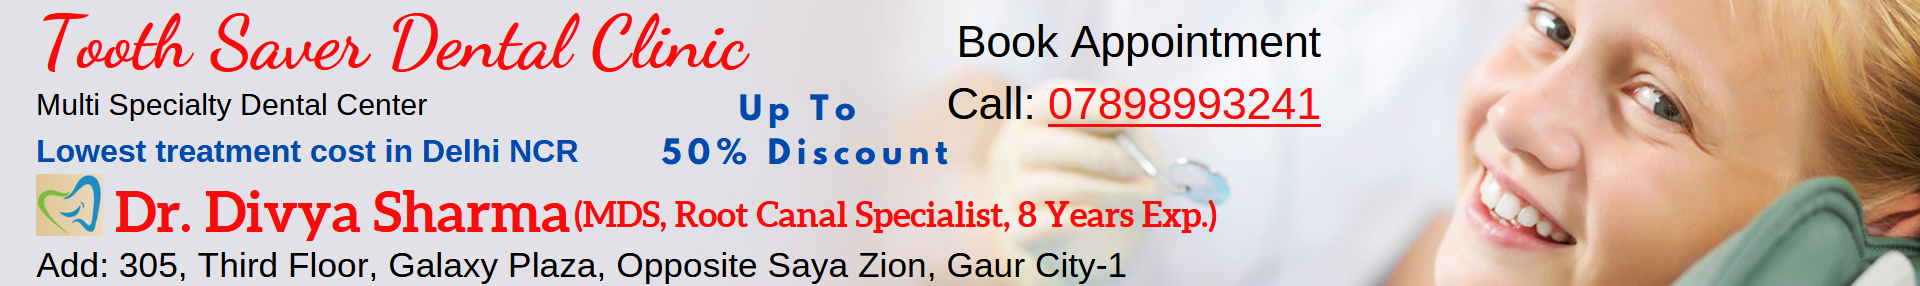 Tooth Saver Dental Clinic
Multi Specialty Dental Center
Lowest treatment cost in Delhi NCR
Up To
50% Discount
Book Appointment
Call: 07898993241
Dr. Divya Sharma (MDS, Root Canal Specialist, 8 Years Exp.)
Add: 305, Third Floor, Galaxy Plaza, Opposite Saya Zion, Gaur City-1